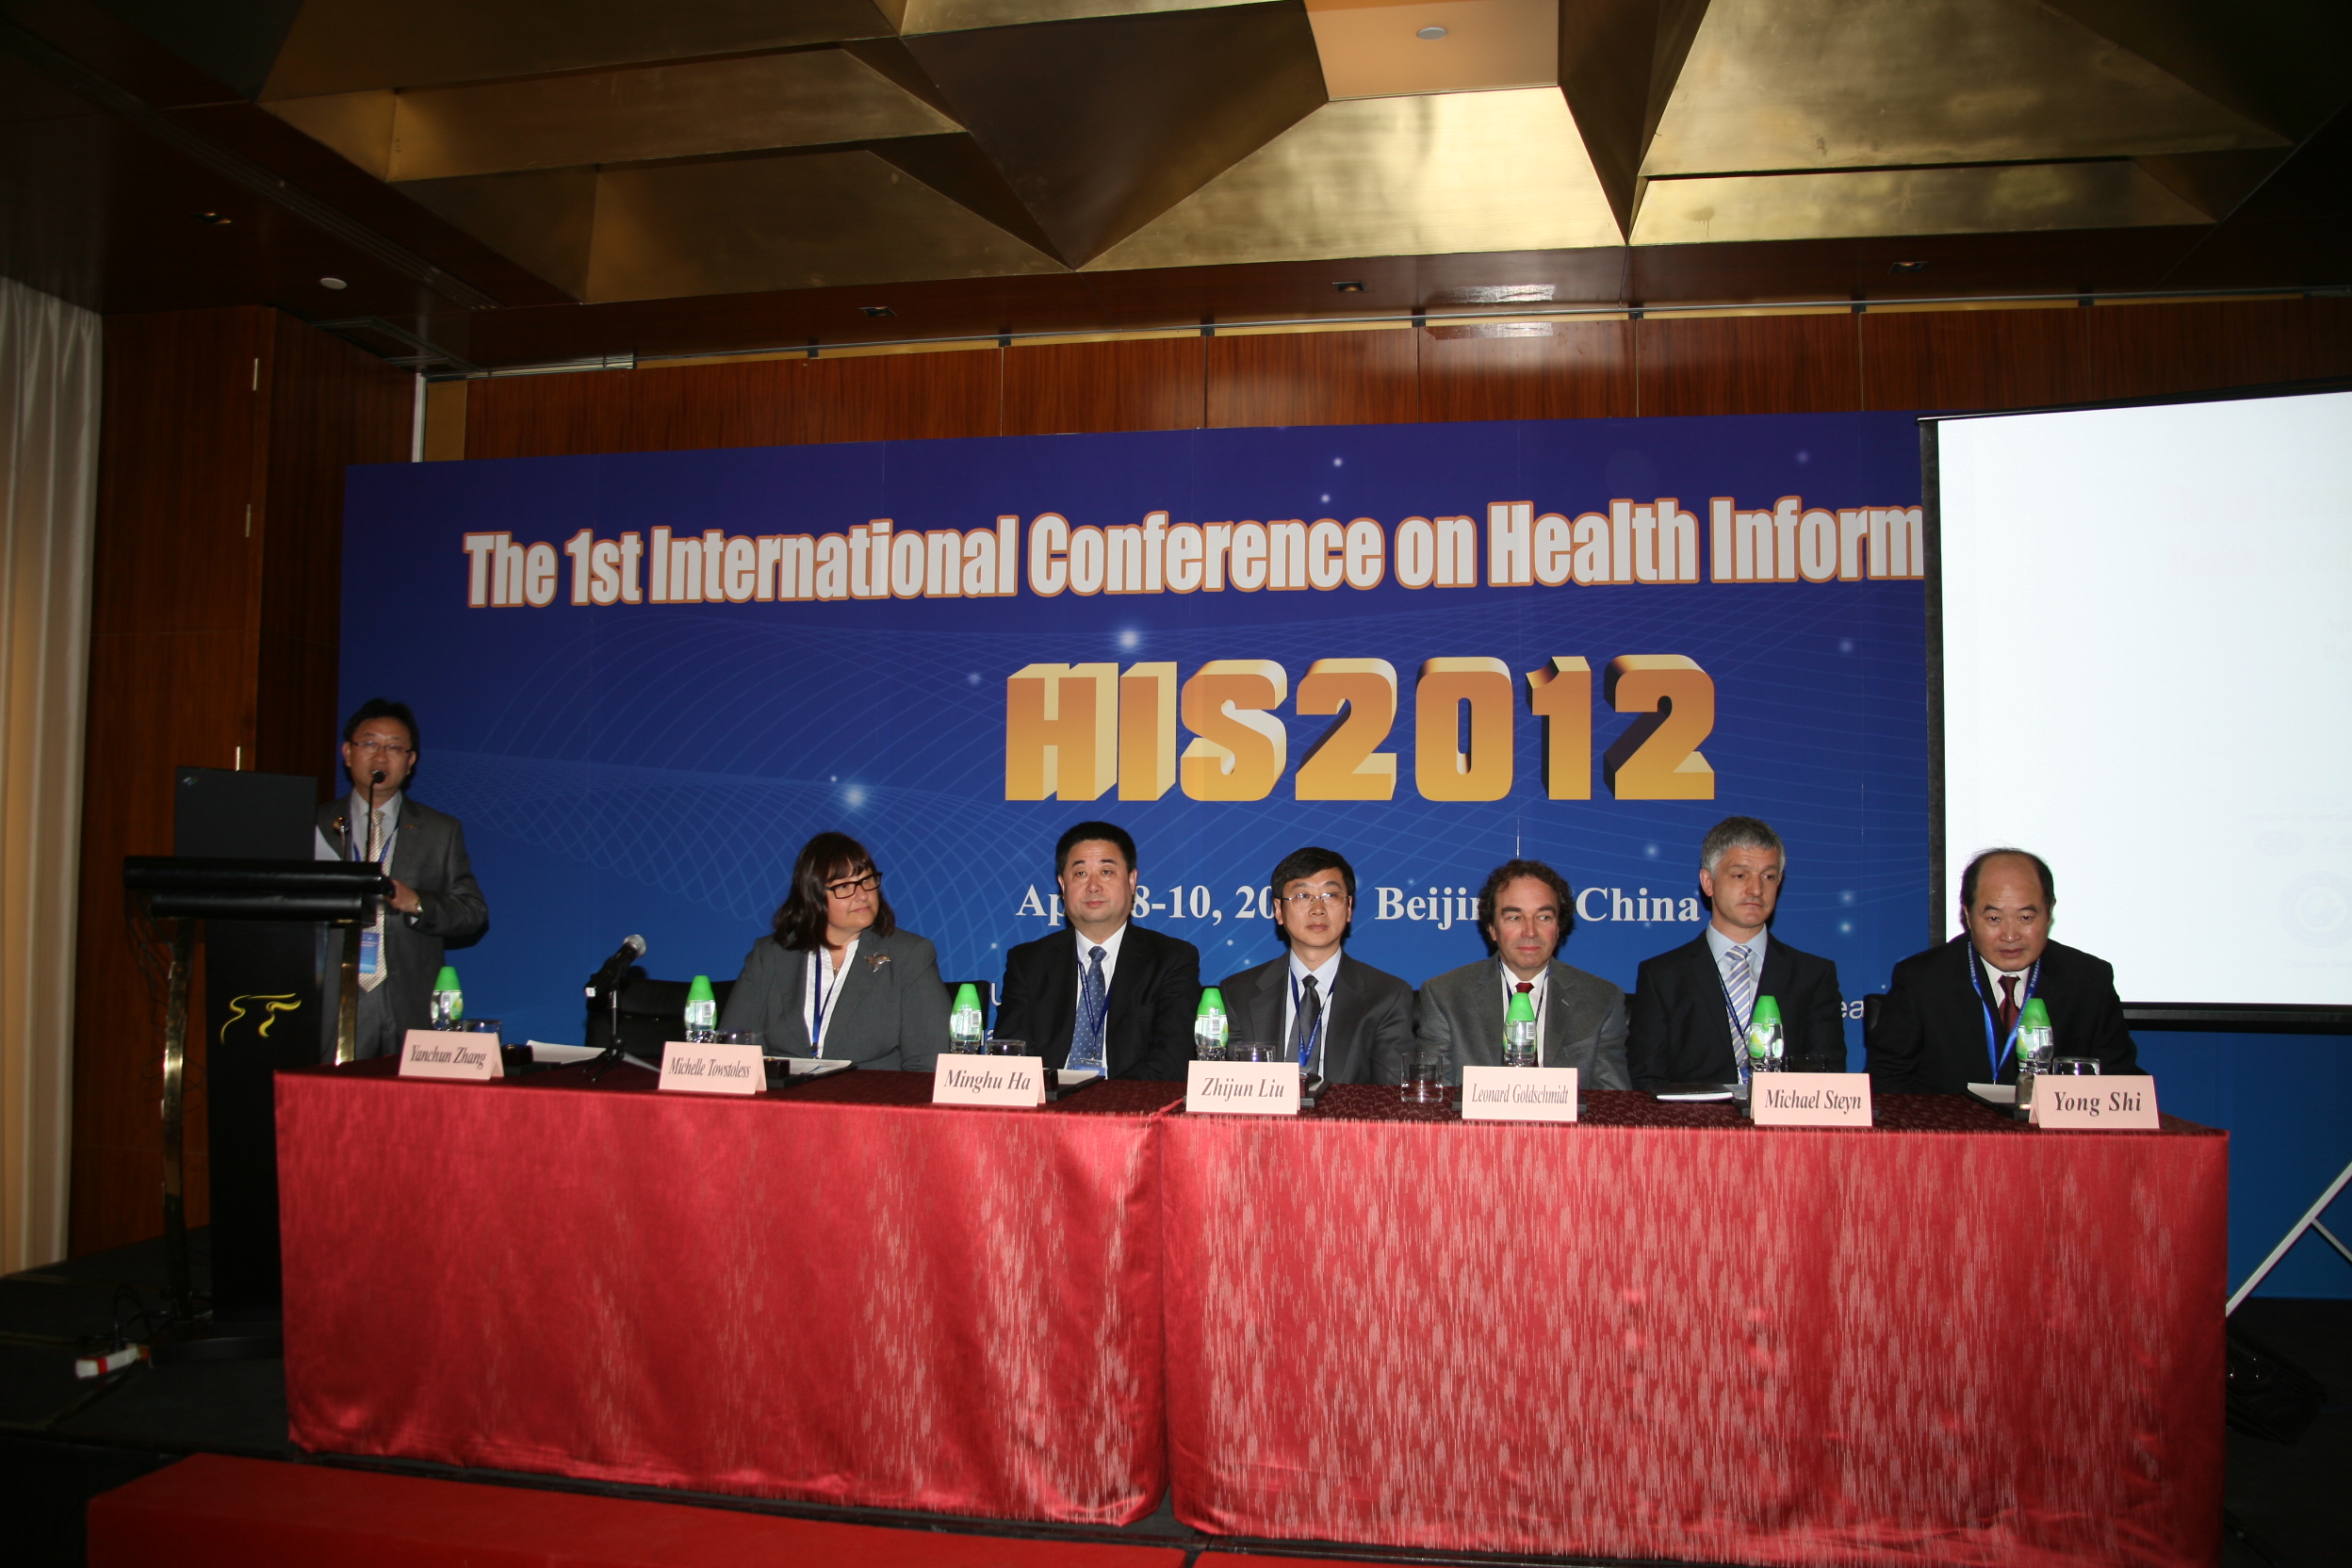 The 1st International Conference on Health Inform
HIS2012
Ap 8-10, 20 Beijin China
Yanchun Zhang
Michelle Towstoless
Minghu Ha
Zhijun Liu
Leonard Goldschmidt
Michael Steyn
Yong Shi